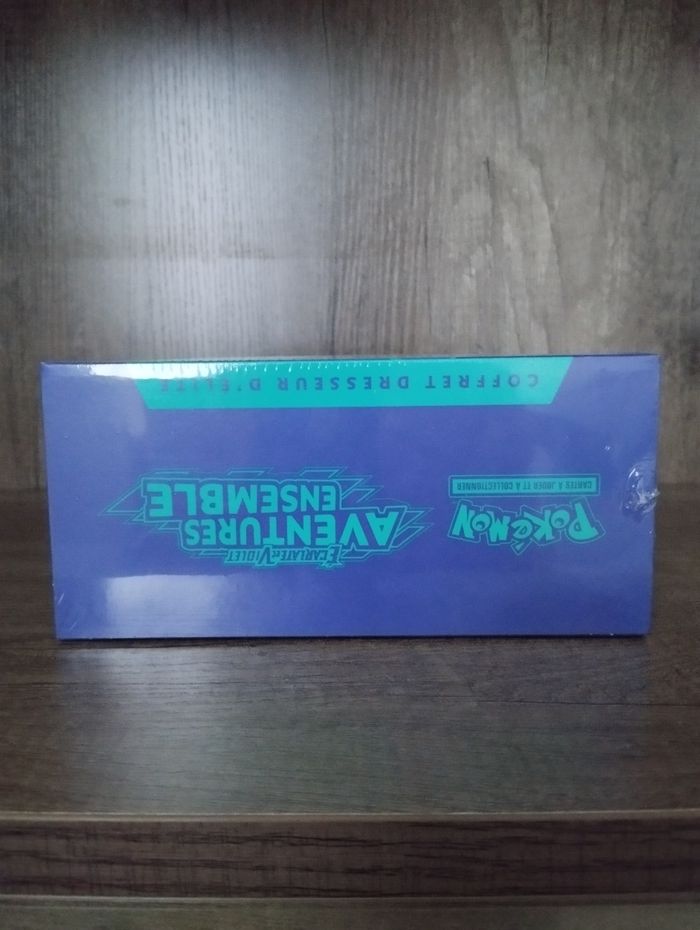 POKéMON
CARTES À JOUER ET À COLLECTIONNER
ÉCARLATE ET VIOLET
AVENTURES
ENSEMBLE
COFFRET DRESSEUR D'ÉLITE